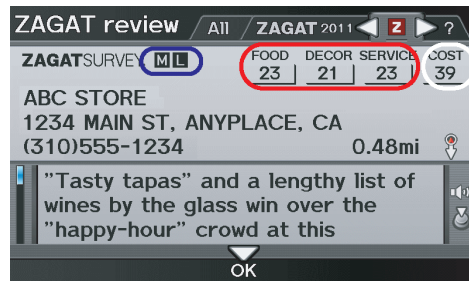 ZAGAT review All ZAGAT 2011 Z ?
ZAGATSURVEY M L FOOD DECOR SERVICE COST
23 21 23 39
ABC STORE
1234 MAIN ST, ANYPLACE, CA
(310)555-1234 0.48mi
"Tasty tapas" and a lengthy list of
wines by the glass win over the
"happy-hour" crowd at this
OK